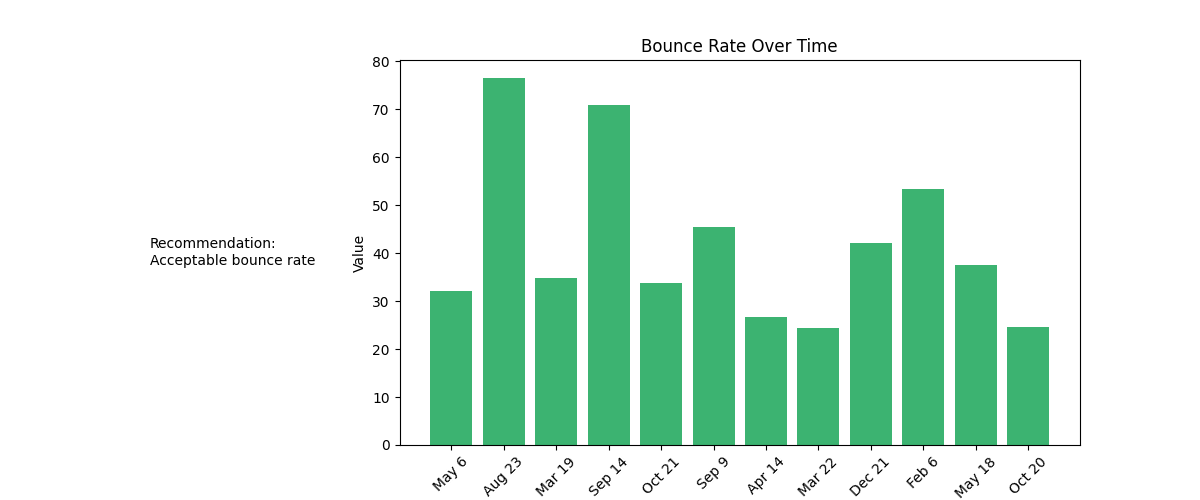 Bounce Rate Over Time
80
70
60
50
40
30
20
10
0
Value
Recommendation:
Acceptable bounce rate
May 6
Aug 23
Mar 19
Sep 14
Oct 21
Sep 9
Apr 14
Mar 22
Dec 21
Feb 6
May 18
Oct 20